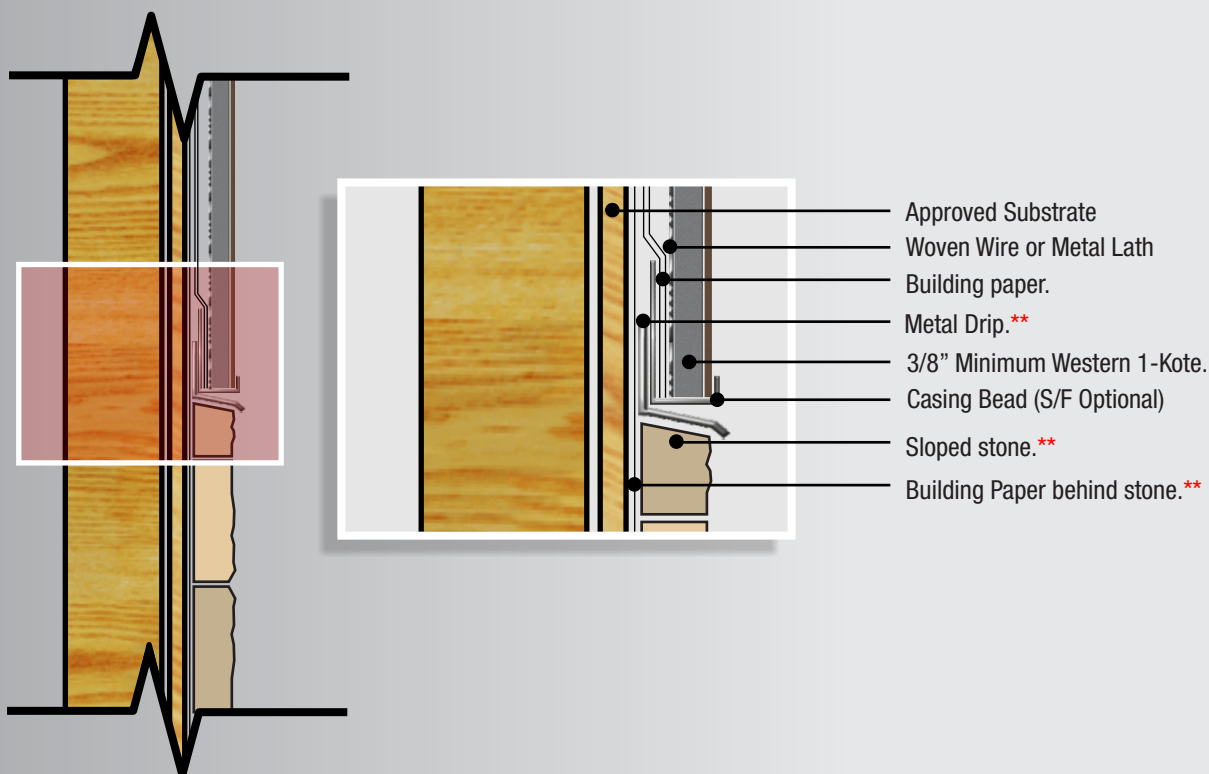 Approved Substrate
Woven Wire or Metal Lath
Building paper.
Metal Drip.**
3/8” Minimum Western 1-Kote.
Casing Bead (S/F Optional)
Sloped stone.**
Building Paper behind stone.**